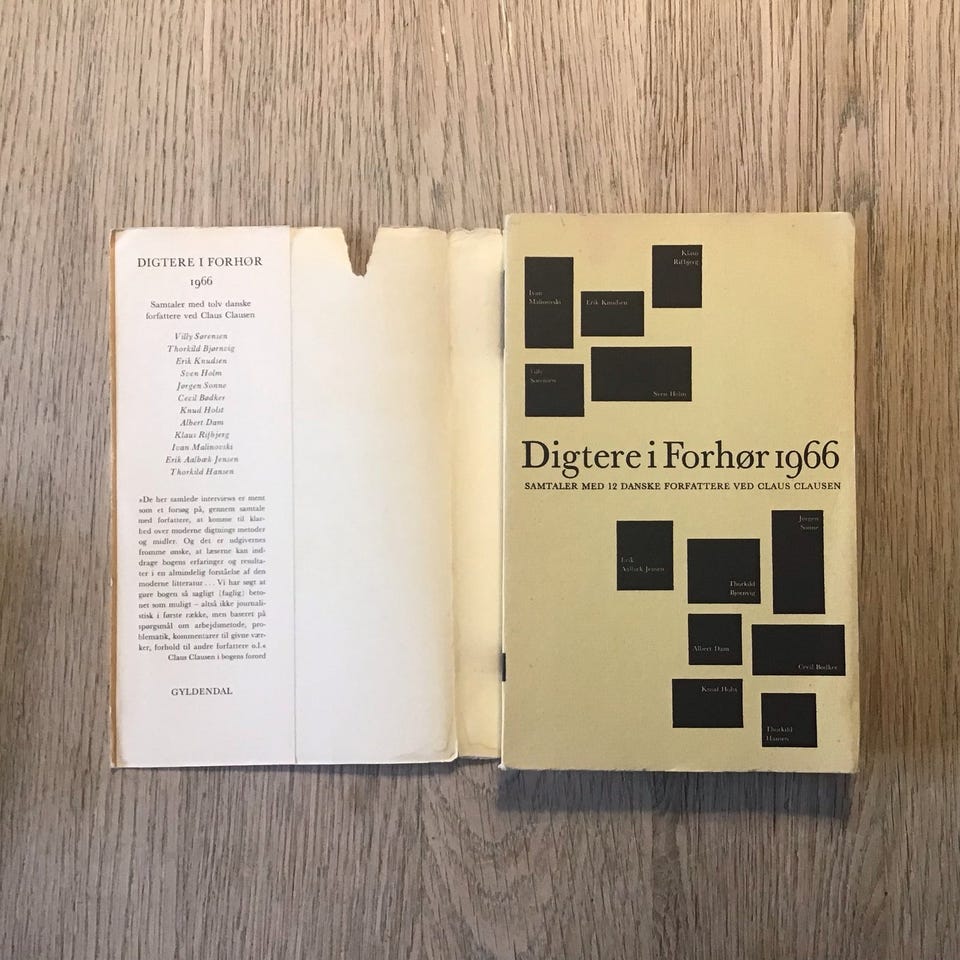 DIGTERE I FORHØR
1966
Samtaler med tolv danske
forfattere ved Claus Clausen
Villy Sørensen
Thorkild Bjørnvig
Erik Knudsen
Sven Holm
Jørgen Sonne
Cecil Bødker
Knud Holst
Albert Dam
Klaus Rifbjerg
Ivan Malinovski
Erik Aalbæk Jensen
Thorkild Hansen
»De her samlede interviews er ment
som et forsøg på, gennem samtale
med forfattere, at komme til klar-
hed over moderne digtnings metoder
og midler. Og det er udgivernes
fromme ønske, at læserne kan ind-
drage bogens erfaringer og resulta-
ter i en almindelig forståelse af den
moderne litteratur... Vi har søgt at
gøre bogen så sagligt (fagligt) beto-
net som muligt – altså ikke journali-
stisk i første række, men baseret på
spørgsmål om arbejdsmetode, pro-
blematik, kommentarer til givne vær-
ker, forhold til andre forfattere o.l.«
Claus Clausen i bogens forord
GYLDENDAL
Klaus
Rifbjerg
Ivan
Malinovski
Erik Knudsen
Villy
Sørensen
Sven Holm
Digtere i Forhør 1966
SAMTALER MED 12 DANSKE FORFATTERE VED CLAUS CLAUSEN
Jørgen
Sonne
Erik
Aalbæk Jensen
Thorkild
Bjørnvig
Albert Dam
Cecil Bødker
Knud Holst
Thorkild
Hansen